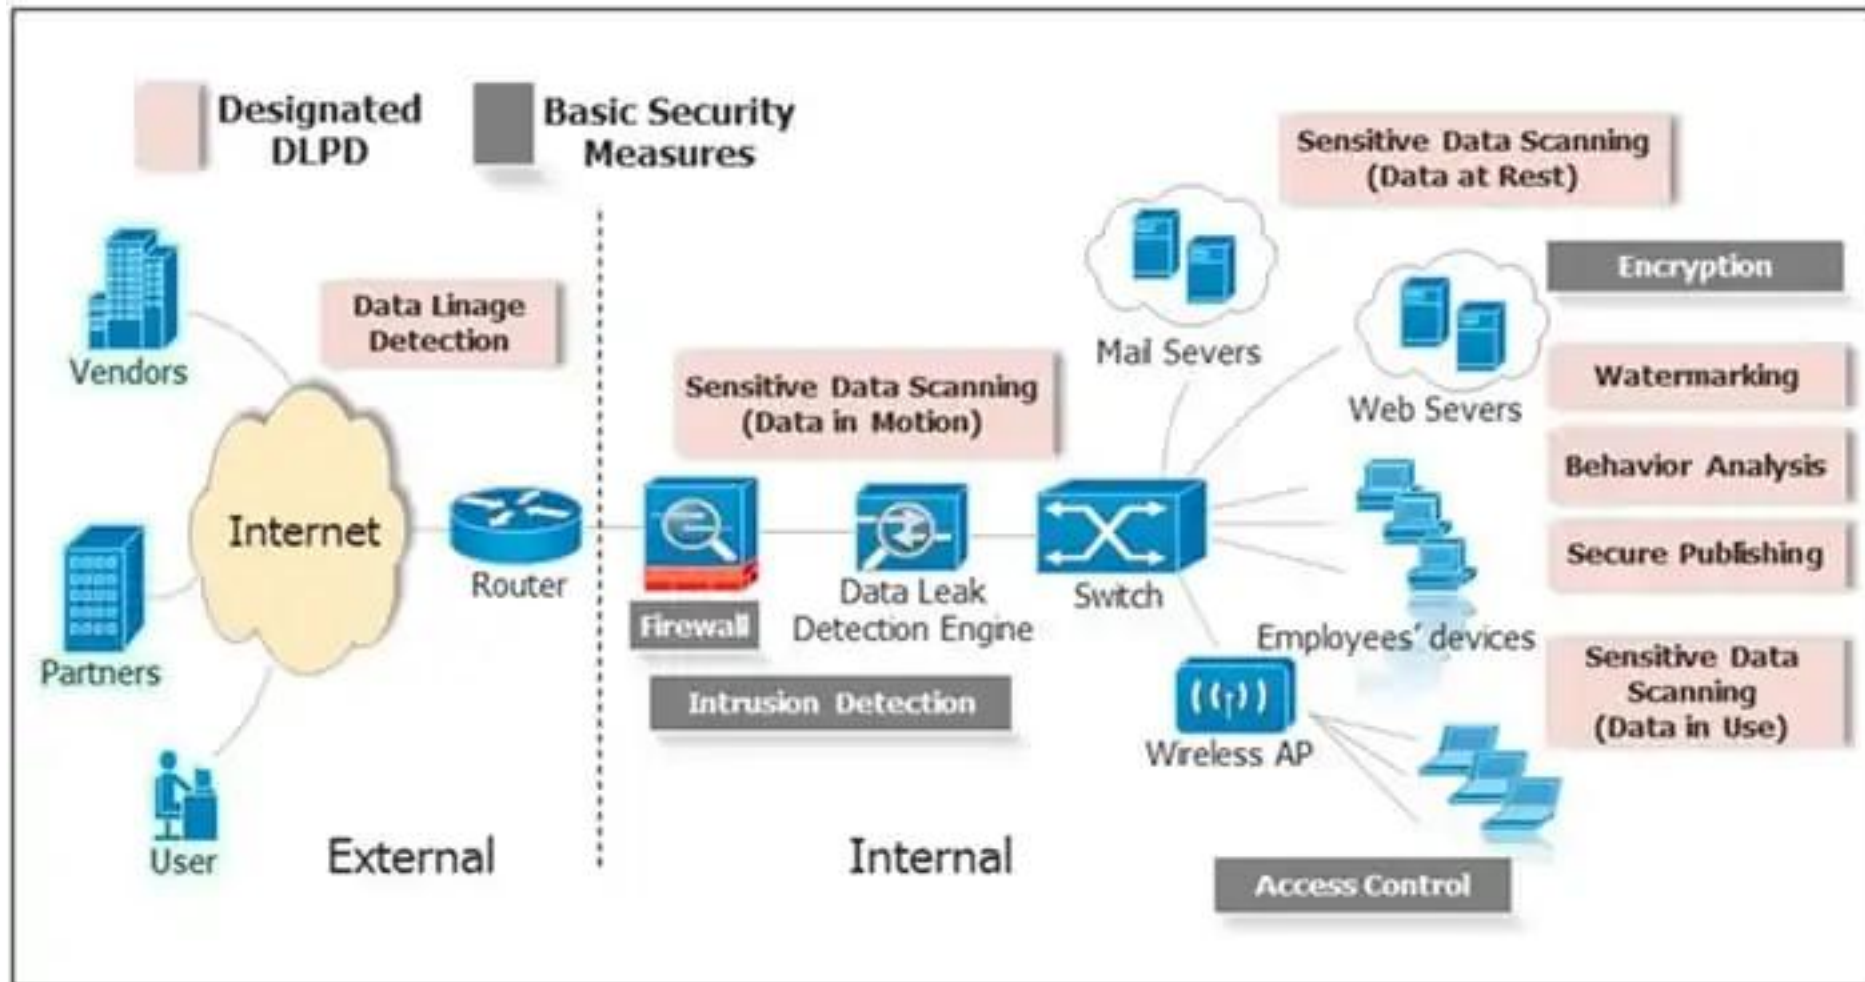 Designated
DLPD
Basic Security
Measures
Sensitive Data Scanning
(Data at Rest)
Encryption
Data Linage
Detection
Vendors
Mail Severs
Sensitive Data Scanning
(Data in Motion)
Web Severs
Watermarking
Behavior Analysis
Internet
Router
Data Leak
Detection Engine
Switch
Secure Publishing
Firewall
Employees' devices
Partners
Intrusion Detection
Sensitive Data
Scanning
(Data in Use)
Wireless AP
User
External
Internal
Access Control